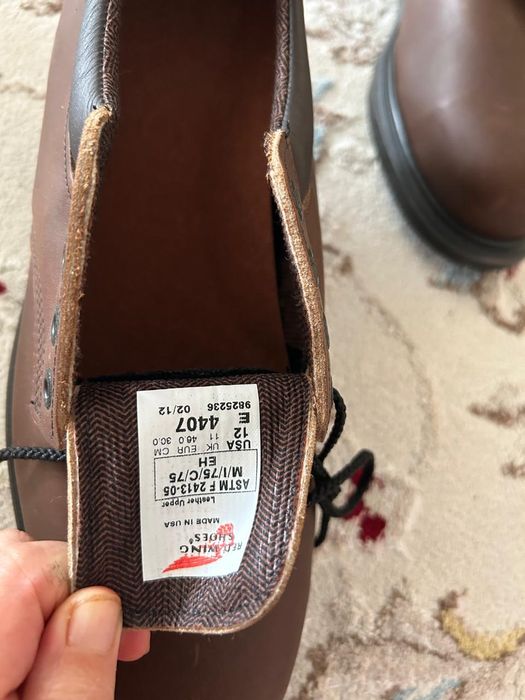 RED WING
SHOES®
MADE IN USA
Leather Upper
ASTM F 2413-05
M/I/75/C/75
EH
USA UK EUR CM
12 11 46.0 30.0
E 4407
9825236 02/12